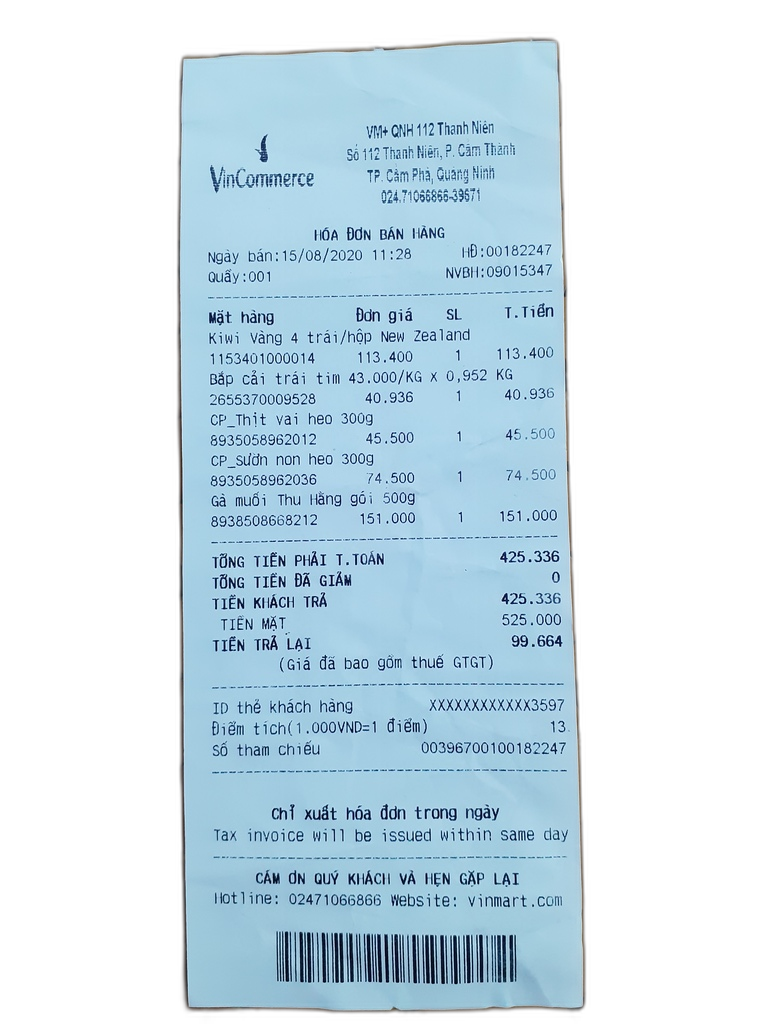 VinCommerce
VM+ QNH 112 Thanh Niên
Số 112 Thanh Niên, P. Cẩm Thành
TP. Cẩm Phả, Quảng Ninh
024.71066866-39671
HÓA ĐƠN BÁN HÀNG
Ngày bán:15/08/2020 11:28 HĐ:00182247
Quầy:001 NVBH:09015347
Mặt hàng Đơn giá SL T.Tiền
Kiwi Vàng 4 trái/hộp New Zealand
1153401000014 113.400 1 113.400
Bắp cải trái tim 43.000/KG X 0,952 KG
2655370009528 40.936 1 40.936
CP_Thịt vai heo 300g
8935058962012 45.500 1 45.500
CP_Sườn non heo 300g
8935058962036 74.500 1 74.500
Gà muối Thu Hằng gói 500g
8938508668212 151.000 1 151.000
TỔNG TIỀN PHẢI T.TOÁN 425.336
TỔNG TIỀN ĐÃ GIẢM 0
TIỀN KHÁCH TRẢ 425.336
TIỀN MẶT 525.000
TIỀN TRẢ LẠI 99.664
(Giá đã bao gồm thuế GTGT)
ID thẻ khách hàng XXXXXXXXXXXX3597
Điểm tích(1.000VND=1 điểm) 13
Số tham chiếu 00396700100182247
Chỉ xuất hóa đơn trong ngày
Tax invoice will be issued within same day
CẢM ƠN QUÝ KHÁCH VÀ HẸN GẶP LẠI
Hotline: 02471066866 Website: vinmart.com